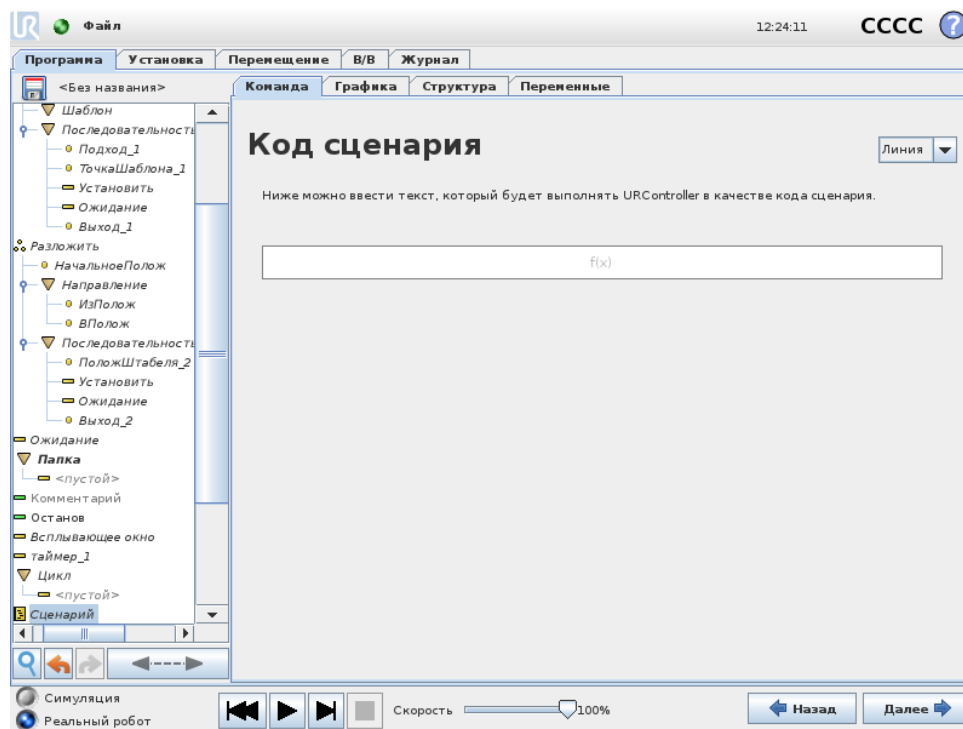 UR Файл 12:24:11 CCCC ?
Программа Установка Перемещение В/В Журнал
<Без названия> Команда Графика Структура Переменные
Шаблон
Последовательность
Подход_1
ТочкаШаблона_1
Установить
Ожидание
Выход_1
Разложить
НачальноеПолож
Направление
ИзПолож
ВПолож
Последовательность
ПоложШтабеля_2
Установить
Ожидание
Выход_2
Ожидание
Папка
<пустой>
Комментарий
Останов
Всплывающее окно
таймер_1
Цикл
<пустой>
Сценарий
Код сценария
Линия
Ниже можно ввести текст, который будет выполнять URController в качестве кода сценария.
f(x)
Симуляция
Реальный робот
Скорость 100%
Назад Далее